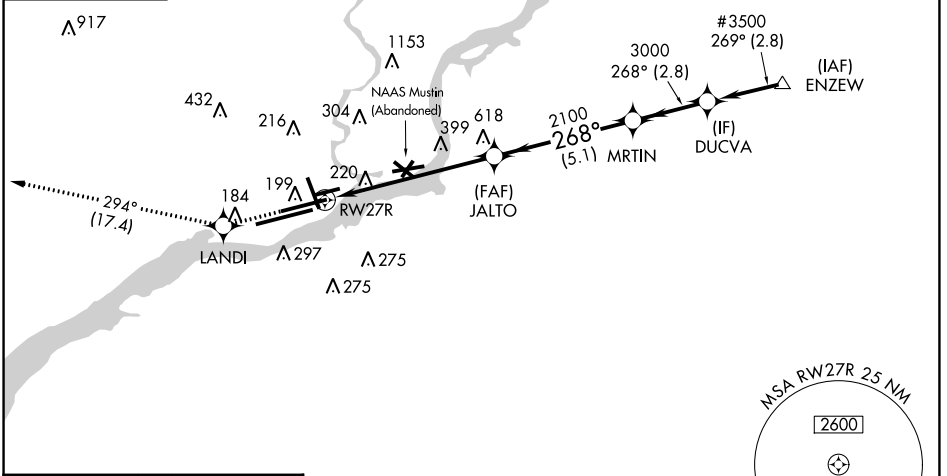 917
1153
#3500
269° (2.8)
3000
268° (2.8)
(IAF)
ENZEW
NAAS Mustin
(Abandoned)
432
304
216
618
399
2100
268°
(5.1)
MRTIN
(IF)
DUCVA
220
199
184
(FAF)
JALTO
RW27R
294°
(17.4)
LANDI
297
275
275
MSA RW27R 25 NM
2600